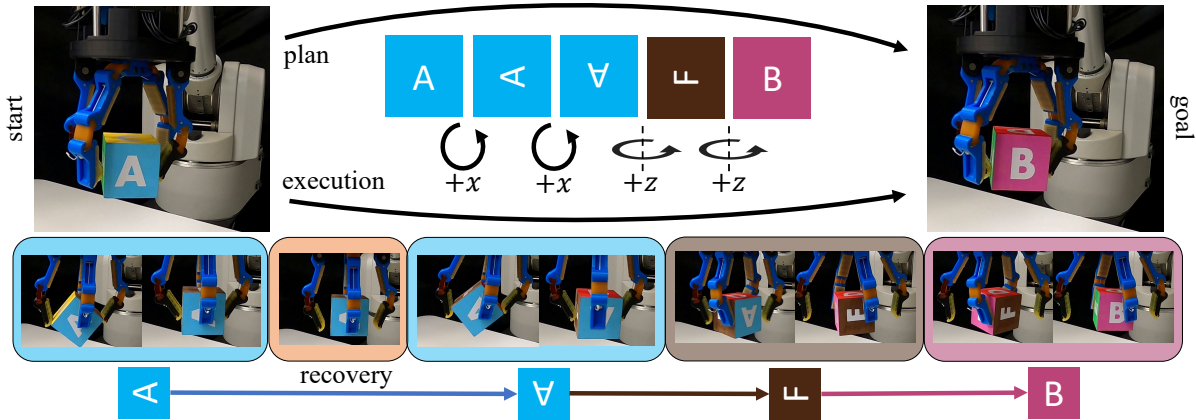 start
plan
A A A F B
goal
+x +x +z +z
execution
A
B
A
A
A
A
F
F
B
recovery
A A F B